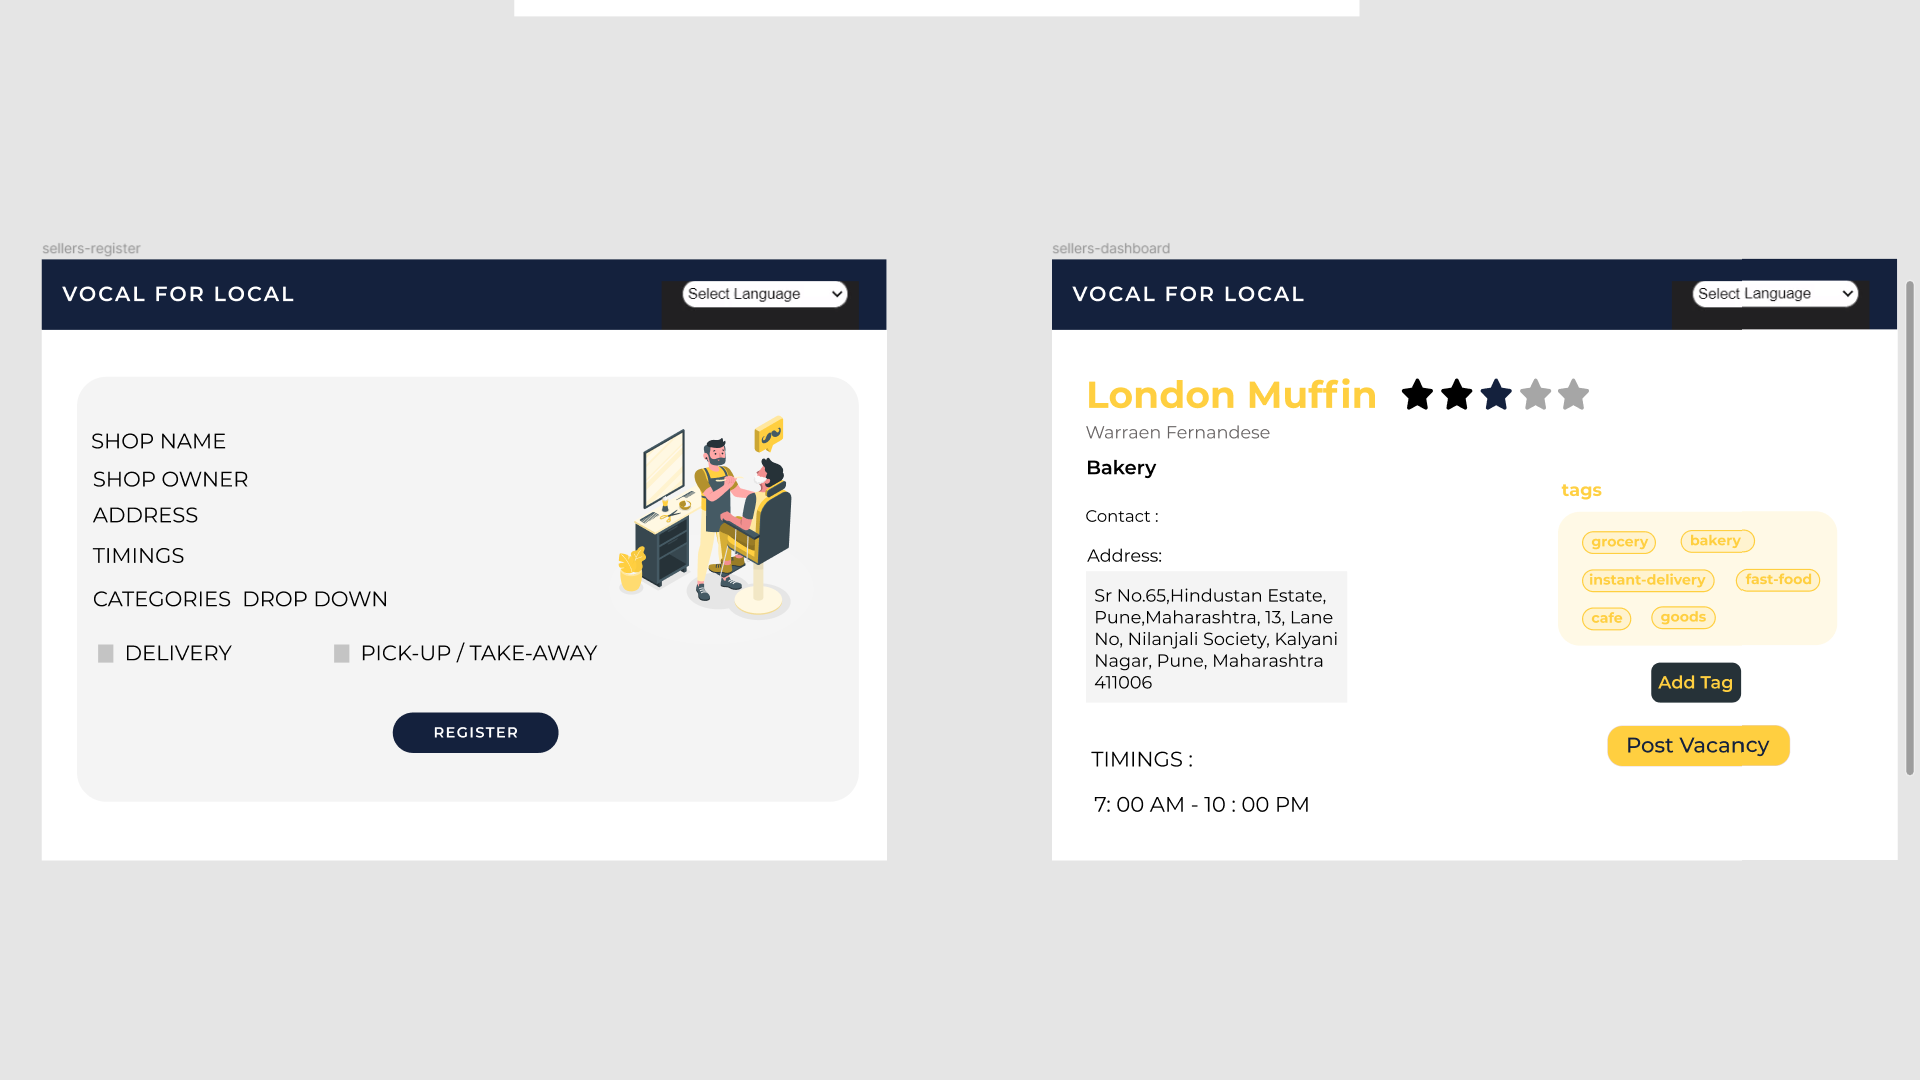 sellers-register
VOCAL FOR LOCAL
Select Language
SHOP NAME
SHOP OWNER
ADDRESS
TIMINGS
CATEGORIES DROP DOWN
DELIVERY
PICK-UP / TAKE-AWAY
REGISTER
sellers-dashboard
VOCAL FOR LOCAL
Select Language
London Muffin
Warraen Fernandese
Bakery
Contact :
Address:
Sr No.65,Hindustan Estate,
Pune,Maharashtra, 13, Lane
No, Nilanjali Society, Kalyani
Nagar, Pune, Maharashtra
411006
TIMINGS :
7: 00 AM - 10 : 00 PM
tags
grocery
bakery
instant-delivery
fast-food
cafe
goods
Add Tag
Post Vacancy